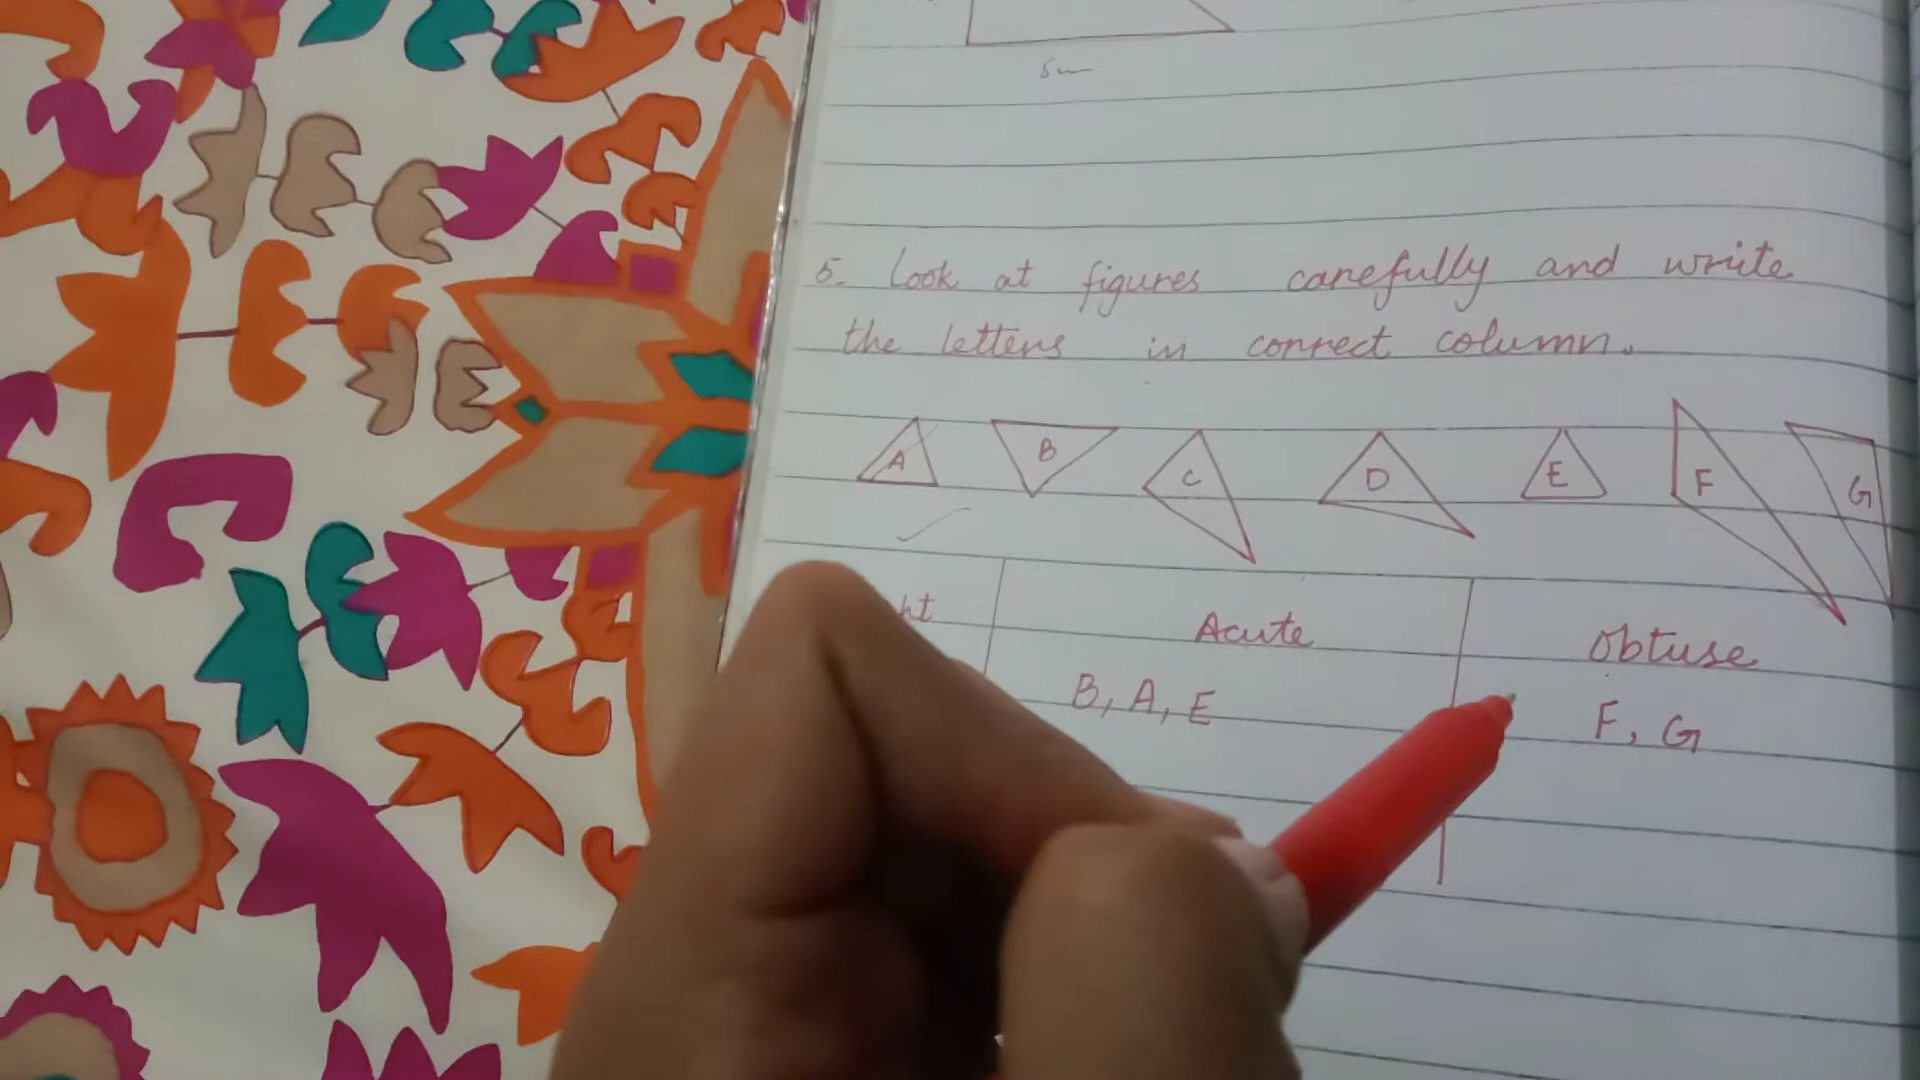 5. Look at figures carefully and write
the letters in correct column.
A B C D E F G
Acute Obtuse
B, A, E F, G